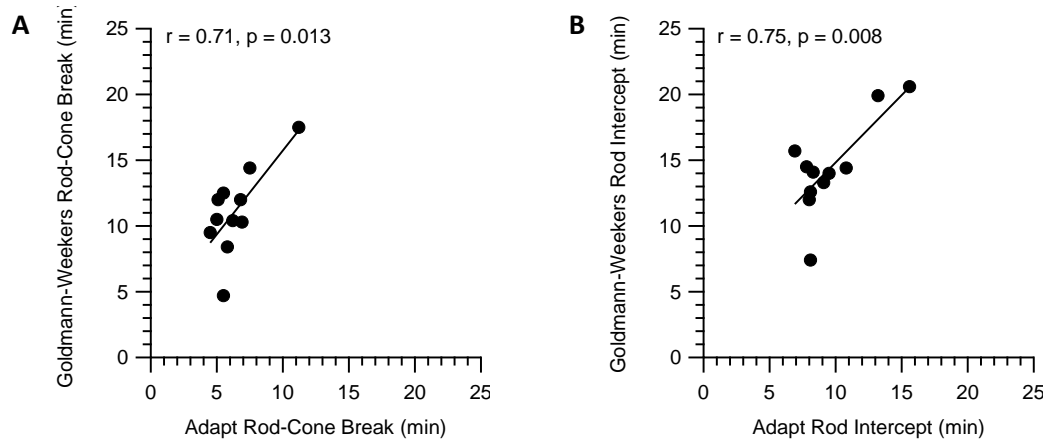 A
Goldmann-Weekers Rod-Cone Break (min)
r = 0.71, p = 0.013
25
20
15
10
5
0
0 5 10 15 20 25
Adapt Rod-Cone Break (min)
B
Goldmann-Weekers Rod Intercept (min)
r = 0.75, p = 0.008
25
20
15
10
5
0
0 5 10 15 20 25
Adapt Rod Intercept (min)